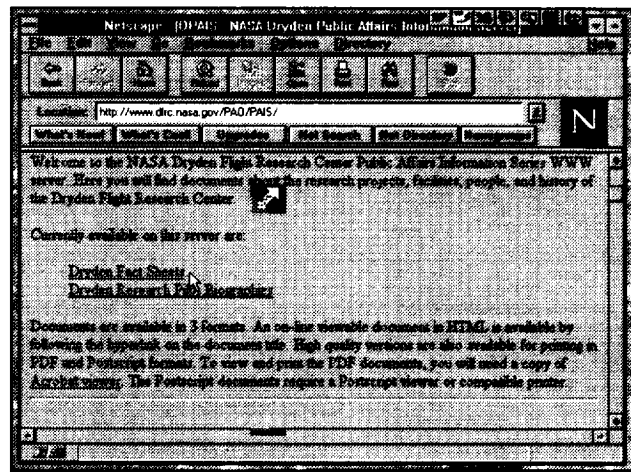 Netscape - [DPAIS - NASA Dryden Public Affairs Information Server]
File Edit View Go Bookmarks Options Directory Help
Location: http://www.dfrc.nasa.gov/PAO/PAIS/
N
What's New! What's Cool! Upgrades Net Search Net Directory Newsgroups
Welcome to the NASA Dryden Flight Research Center Public Affairs Information Server WWW
server. Here you will find documents about the research projects, facilities, people, and history of
the Dryden Flight Research Center
Currently available on this server are:
Dryden Fact Sheets
Dryden Research Pilot Biographies
Documents are available in 3 formats. An on-line viewable document in HTML is available by
following the hyperlink on the document title. High quality versions are also available for printing in
PDF and Postscript formats. To view and print the PDF documents, you will need a copy of
Acrobat viewer. The Postscript documents require a Postscript viewer or compatible printer.